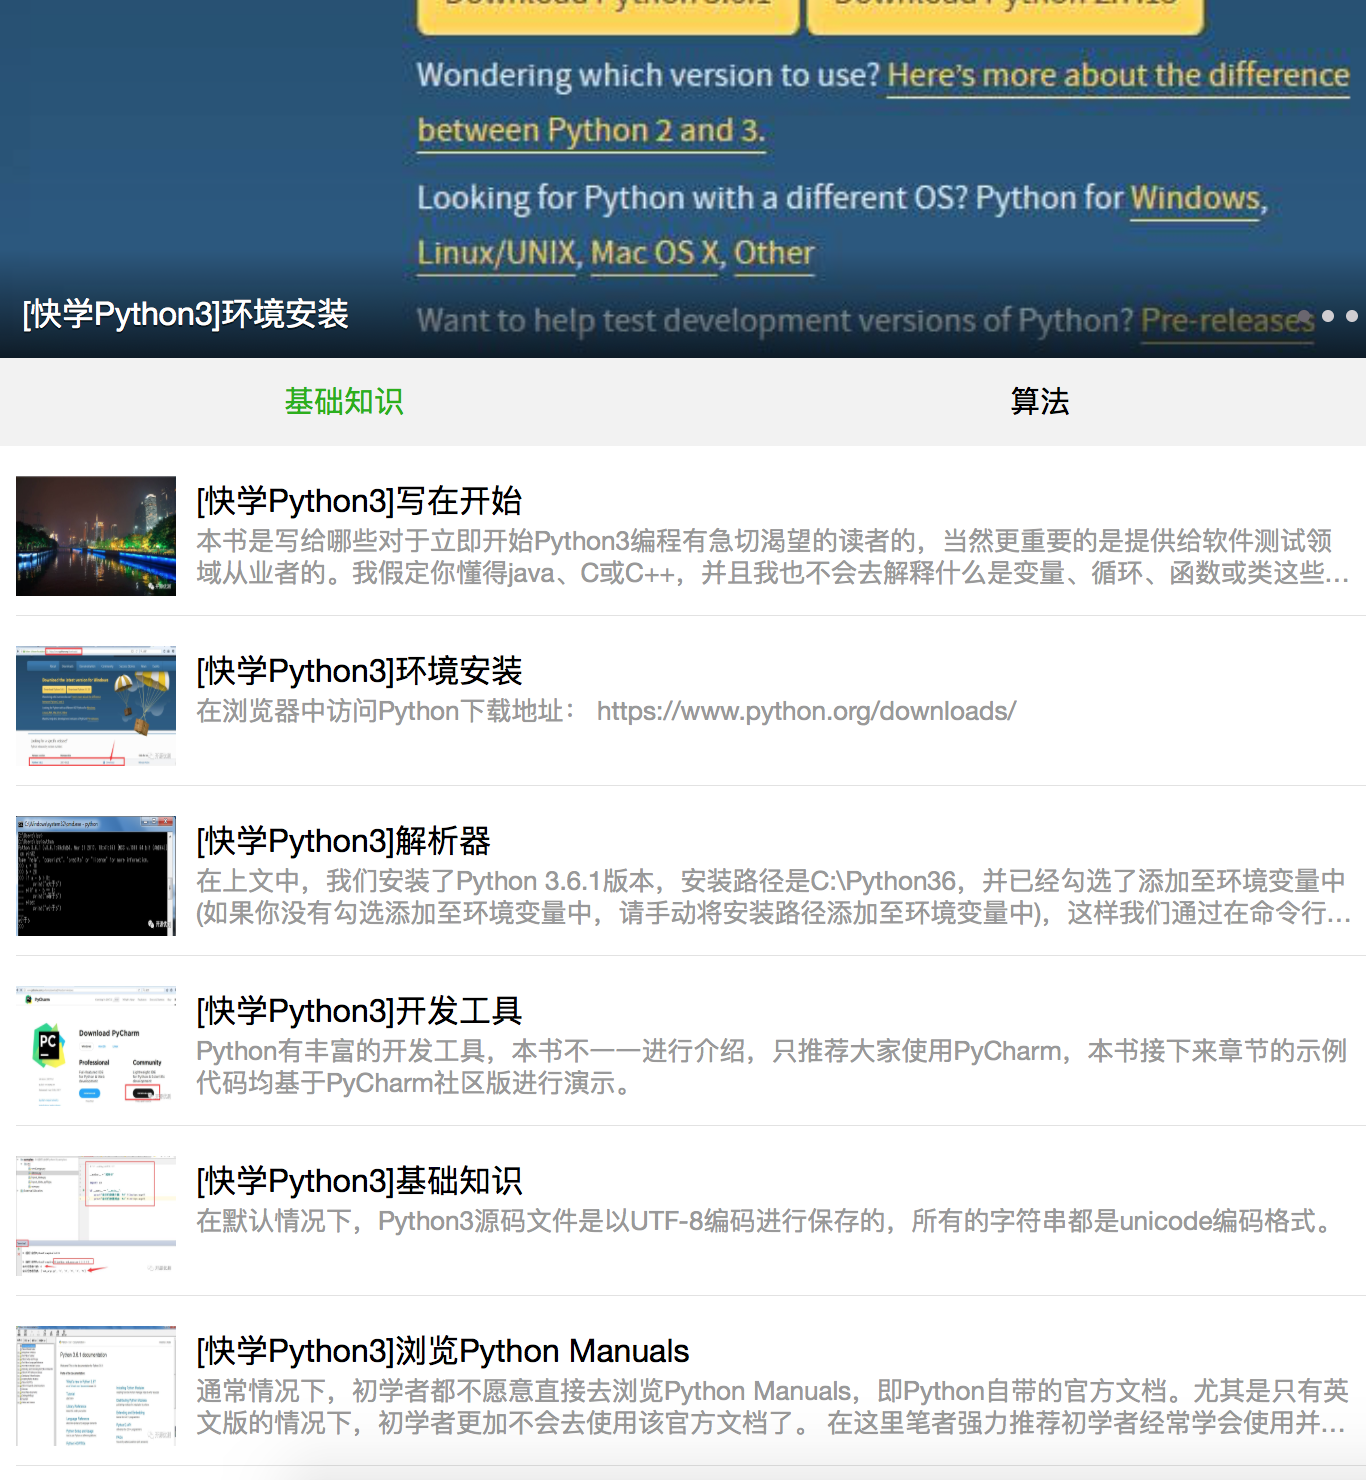 Download Python 3.6.1 Download Python 2.7.13
Wondering which version to use? Here's more about the difference
between Python 2 and 3.
Looking for Python with a different OS? Python for Windows,
Linux/UNIX, Mac OS X, Other
Want to help test development versions of Python? Pre-releases
[快学Python3]环境安装
基础知识 算法
[快学Python3]写在开始
本书是写给哪些对于立即开始Python3编程有急切渴望的读者的，当然更重要的是提供给软件测试领
域从业者的。我假定你懂得java、C或C++，并且我也不会去解释什么是变量、循环、函数或类这些...
[快学Python3]环境安装
在浏览器中访问Python下载地址： https://www.python.org/downloads/
[快学Python3]解析器
在上文中，我们安装了Python 3.6.1版本，安装路径是C:\Python36，并已经勾选了添加至环境变量中
(如果你没有勾选添加至环境变量中，请手动将安装路径添加至环境变量中)，这样我们通过在命令行...
PyCharm
Download PyCharm
PC
Professional Community
[快学Python3]开发工具
Python有丰富的开发工具，本书不一一进行介绍，只推荐大家使用PyCharm，本书接下来章节的示例
代码均基于PyCharm社区版进行演示。
[快学Python3]基础知识
在默认情况下，Python3源码文件是以UTF-8编码进行保存的，所有的字符串都是unicode编码格式。
Python 3.6.1 documentation
[快学Python3]浏览Python Manuals
通常情况下，初学者都不愿意直接去浏览Python Manuals，即Python自带的官方文档。尤其是只有英
文版的情况下，初学者更加不会去使用该官方文档了。 在这里笔者强力推荐初学者经常学会使用并...